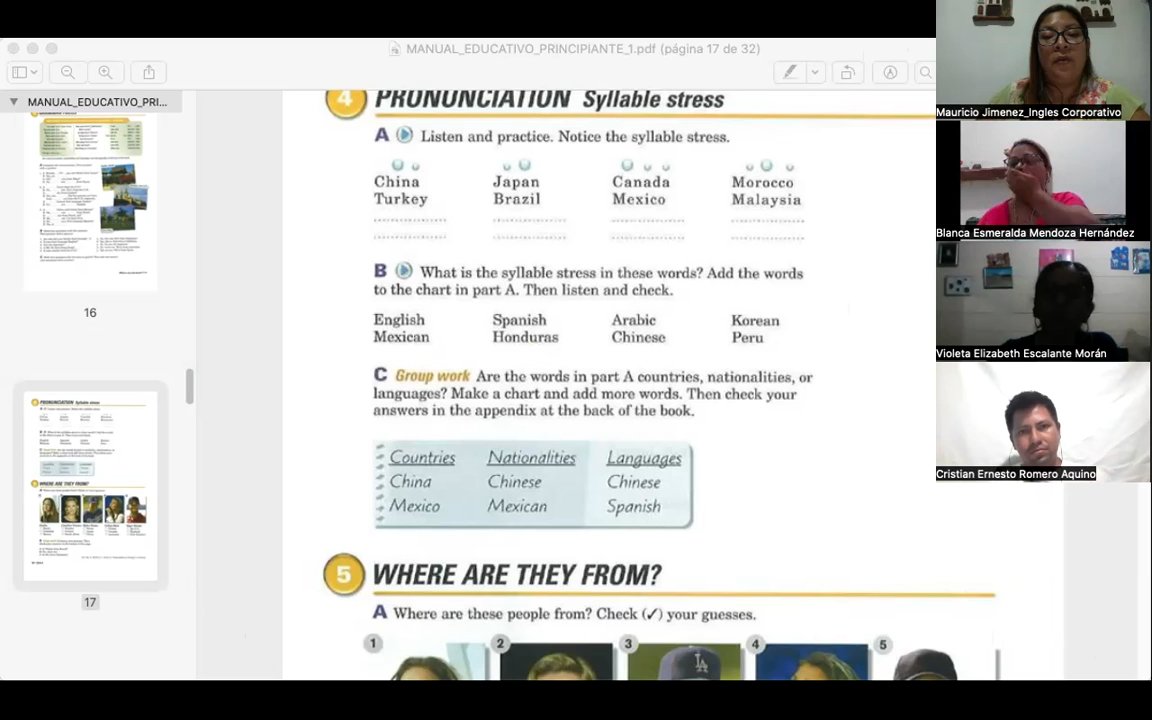 MANUAL_EDUCATIVO_PRINCIPIANTE_1.pdf (página 17 de 32)
MANUAL_EDUCATIVO_PRI...
16
17
4 PRONUNCIATION Syllable stress
A Listen and practice. Notice the syllable stress.
China Japan Canada Morocco
Turkey Brazil Mexico Malaysia
B What is the syllable stress in these words? Add the words
to the chart in part A. Then listen and check.
English Spanish Arabic Korean
Mexican Honduras Chinese Peru
C Group work Are the words in part A countries, nationalities, or
languages? Make a chart and add more words. Then check your
answers in the appendix at the back of the book.
Countries Nationalities Languages
China Chinese Chinese
Mexico Mexican Spanish
5 WHERE ARE THEY FROM?
A Where are these people from? Check (✓) your guesses.
1 2 3 4 5
LA
Mauricio Jimenez_Ingles Corporativo
Blanca Esmeralda Mendoza Hernández
Violeta Elizabeth Escalante Morán
Cristian Ernesto Romero Aquino